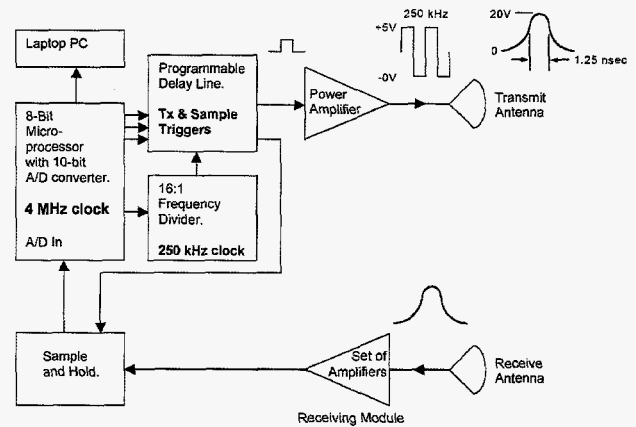 Laptop PC
Programmable
Delay Line.
Tx & Sample
Triggers
250 kHz
+5V
-0V
20V
0
1.25 nsec
Power
Amplifier
Transmit
Antenna
8-Bit
Micro-
processor
with 10-bit
A/D converter.
4 MHz clock
A/D In
16:1
Frequency
Divider.
250 kHz clock
Sample
and Hold.
Set of
Amplifiers
Receive
Antenna
Receiving Module